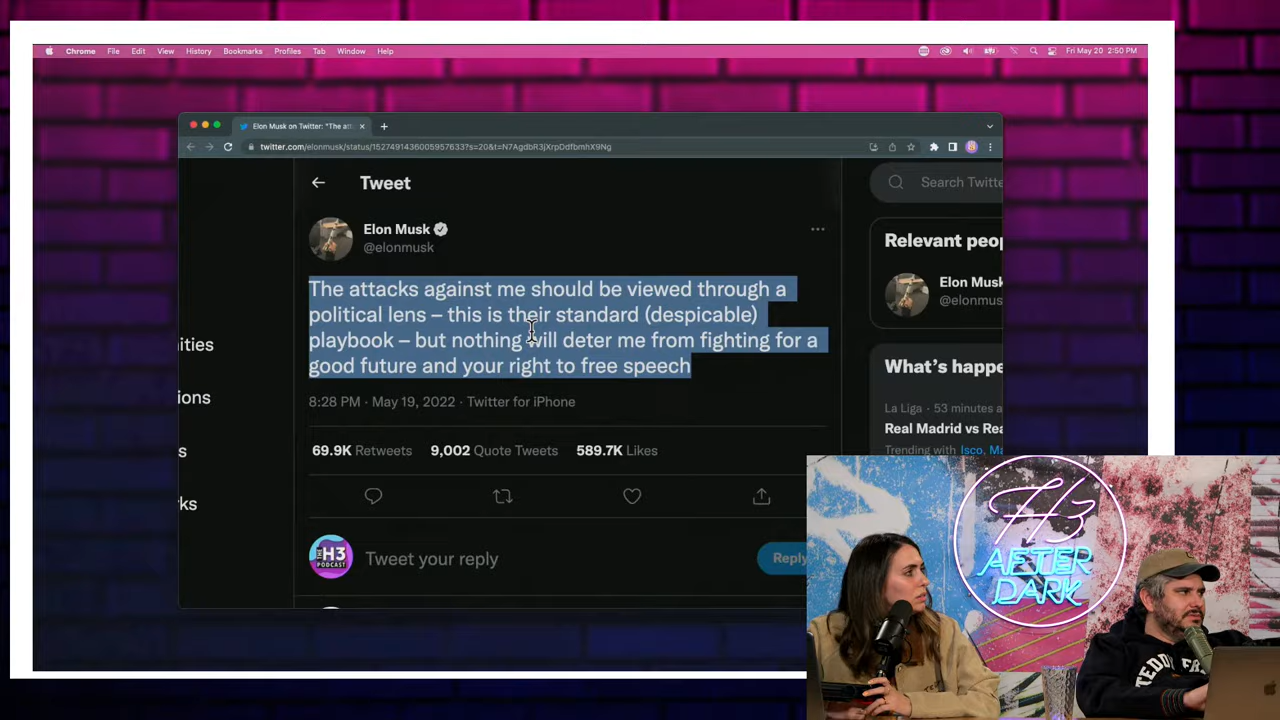 Chrome File Edit View History Bookmarks Profiles Tab Window Help
Fri May 20 2:50 PM
Elon Musk on Twitter: "The att
twitter.com/elonmusk/status/1527491436005957633?s=20&t=N7AgdbR3jXrpDdfbmhX9Ng
Tweet
Search Twitte
Elon Musk
@elonmusk
Relevant peop
Elon Musk
@elonmus
The attacks against me should be viewed through a
political lens – this is their standard (despicable)
playbook – but nothing will deter me from fighting for a
good future and your right to free speech
8:28 PM · May 19, 2022 · Twitter for iPhone
69.9K Retweets 9,002 Quote Tweets 589.7K Likes
ities
ions
s
rks
What's happe
La Liga · 53 minutes a
Real Madrid vs Rea
Trending with Isco, Ma
THE
H3
PODCAST
Tweet your reply
Reply
H3
AFTER
DARK
TEDDY FRE